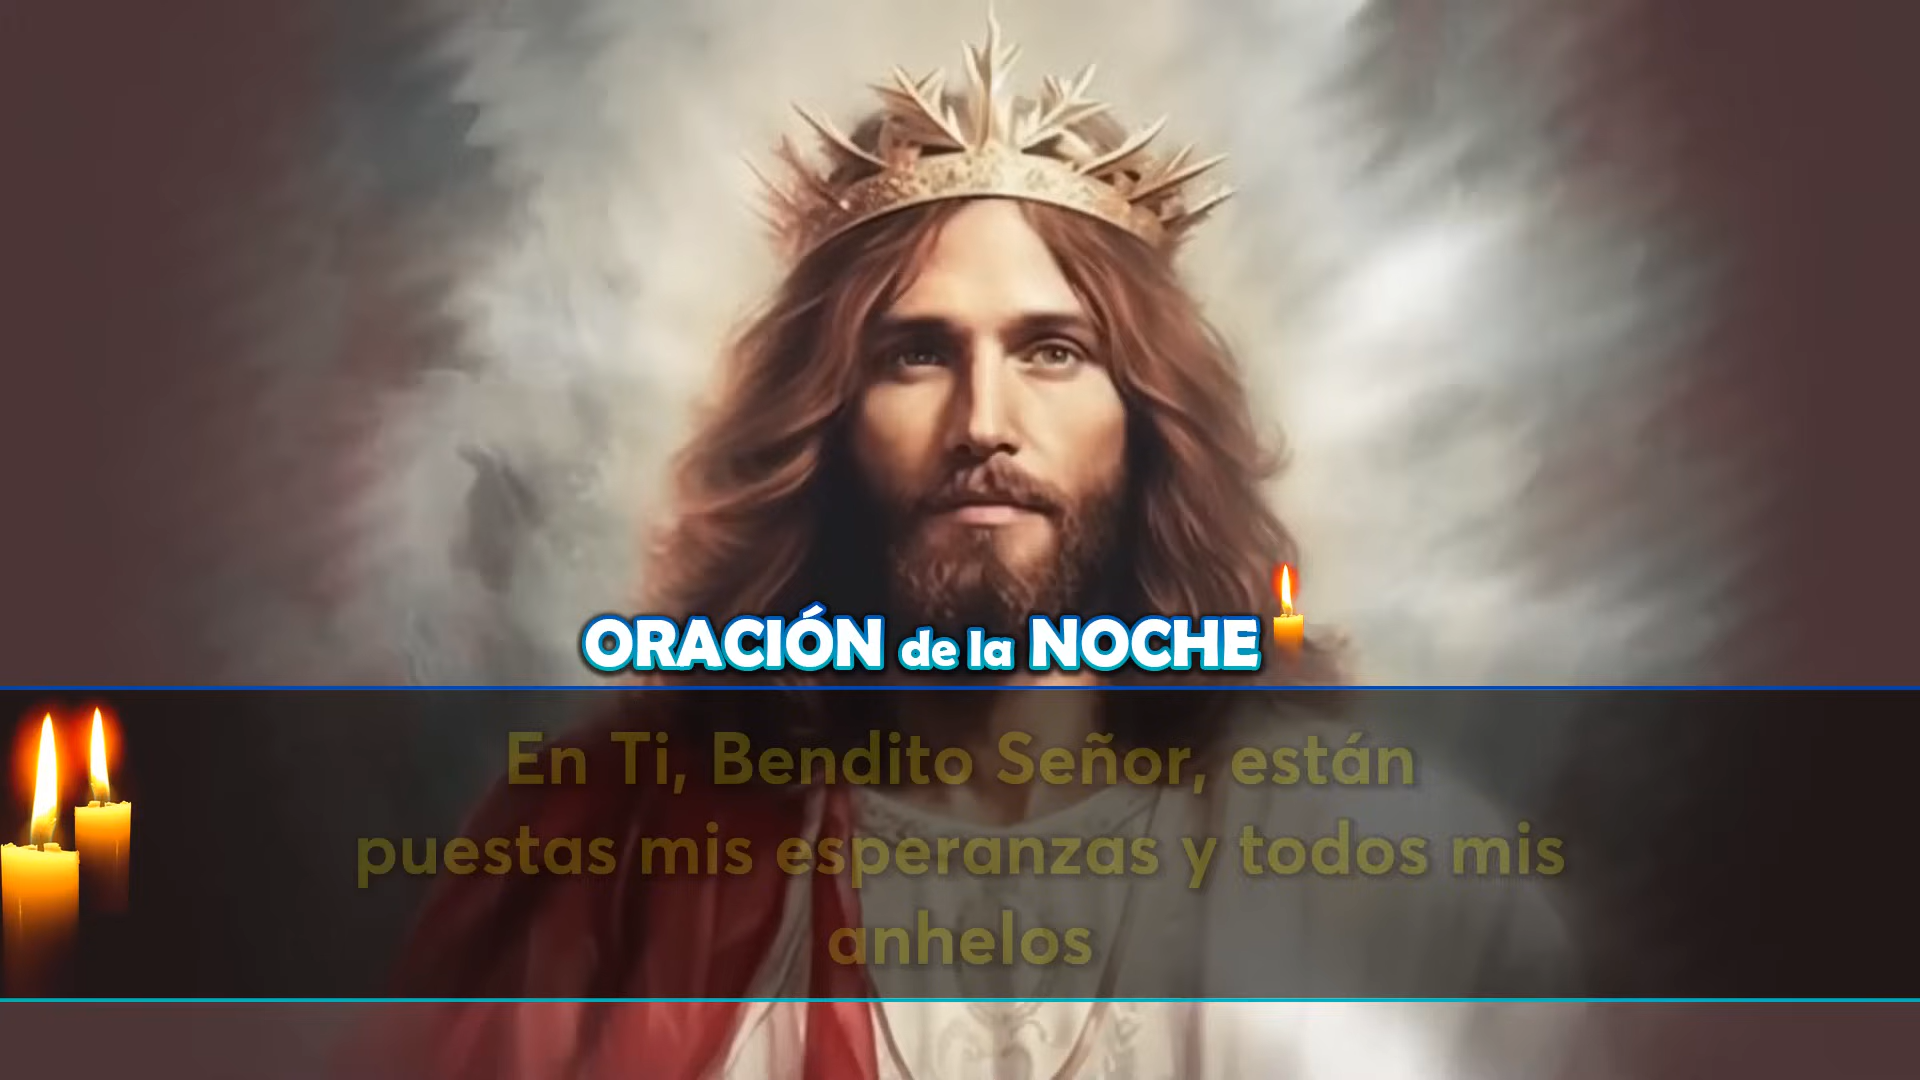 ORACIÓN de la NOCHE
En Ti, Bendito Señor, están
puestas mis esperanzas y todos mis
anhelos